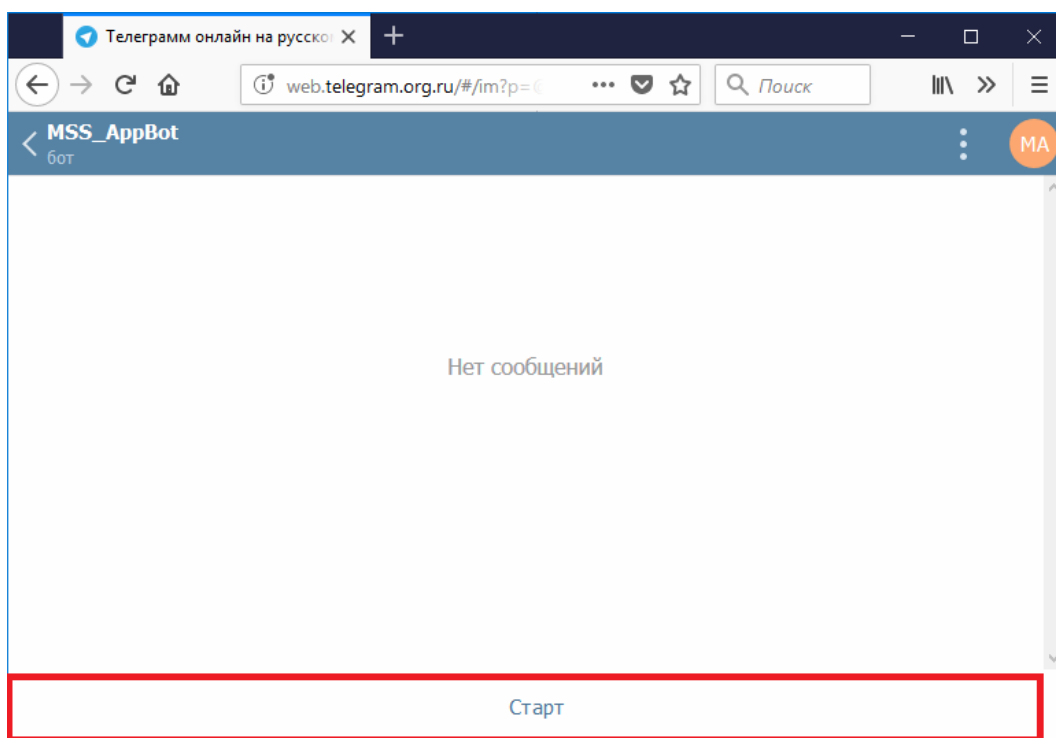 Телеграмм онлайн на русско
web.telegram.org.ru/#/im?p=
Поиск
MSS_AppBot
бот
MA
Нет сообщений
Старт